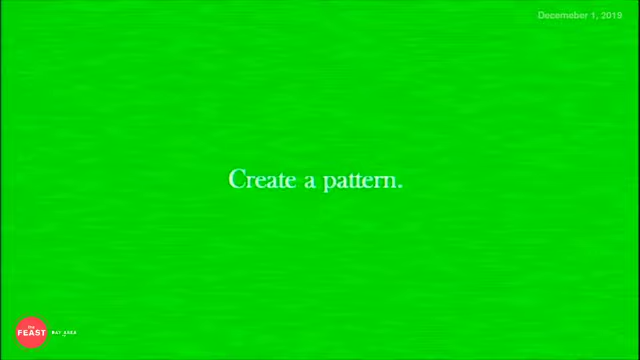 Decemeber 1, 2019
Create a pattern.
the
FEAST
BAY AREA